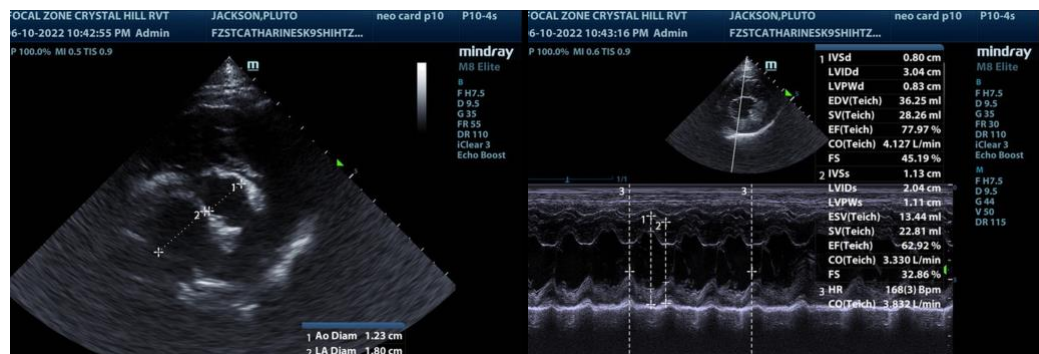 FOCAL ZONE CRYSTAL HILL RVT JACKSON,PLUTO neo card p10 P10-4s
6-10-2022 10:42:55 PM Admin FZSTCATHARINESK9SHIHTZ...
P 100.0% MI 0.5 TIS 0.9
mindray
M8 Elite
m
B
F H7.5
D 9.5
G 35
FR 55
DR 110
iClear 3
Echo Boost
1
2
1 Ao Diam 1.23 cm
2 LA Diam 1.80 cm
FOCAL ZONE CRYSTAL HILL RVT JACKSON,PLUTO neo card p10 P10-4s
6-10-2022 10:43:16 PM Admin FZSTCATHARINESK9SHIHTZ...
P 100.0% MI 0.6 TIS 0.9
mindray
M8 Elite
m
B
F H7.5
D 9.5
G 35
FR 30
DR 110
iClear 3
Echo Boost
M
F H7.5
D 9.5
G 44
V 50
DR 115
1 IVSd 0.80 cm
LVIDd 3.04 cm
LVPWd 0.83 cm
EDV(Teich) 36.25 ml
SV(Teich) 28.26 ml
EF(Teich) 77.97 %
CO(Teich) 4.127 L/min
FS 45.19 %
2 IVSs 1.13 cm
LVIDs 2.04 cm
LVPWs 1.11 cm
ESV(Teich) 13.44 ml
SV(Teich) 22.81 ml
EF(Teich) 62.92 %
CO(Teich) 3.330 L/min
FS 32.86 %
3 HR 168(3) Bpm
CO(Teich) 3.832 L/min
1/1
3 3
1
2